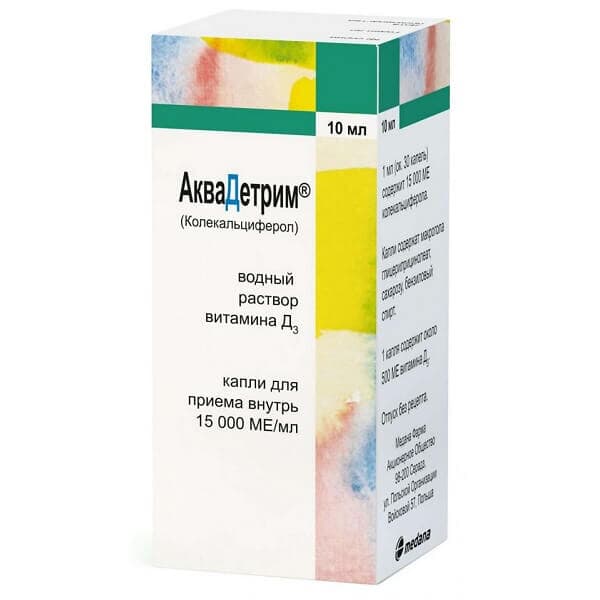 10 мл
АкваДетрим®
(Колекальциферол)
водный
раствор
витамина Д3
капли для
приема внутрь
15 000 МЕ/мл
10 мл
1 мл (ок. 30 капель)
содержит 15 000 МЕ
колекальциферола.
Капли содержат макрогола
глицерилрицинолеат,
сахарозу, бензиловый
спирт.
1 капля содержит около
500 МЕ витамина Д3.
Отпуск без рецепта.
Медана Фарма
Акционерное Общество
98-200 Серадз,
ул. Польской Организации
Войсковой 57, Польша
medana